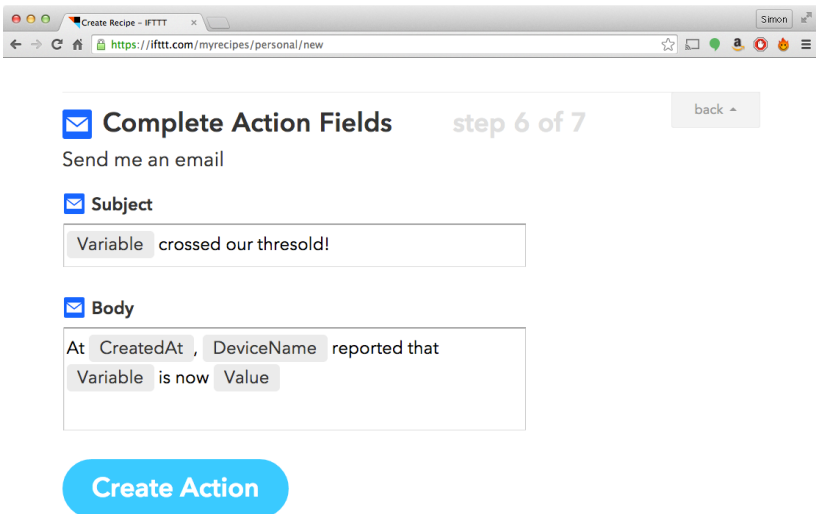 Create Recipe – IFTTT
Simon
https://ifttt.com/myrecipes/personal/new
Complete Action Fields step 6 of 7 back
Send me an email
Subject
Variable crossed our thresold!
Body
At CreatedAt , DeviceName reported that
Variable is now Value
Create Action